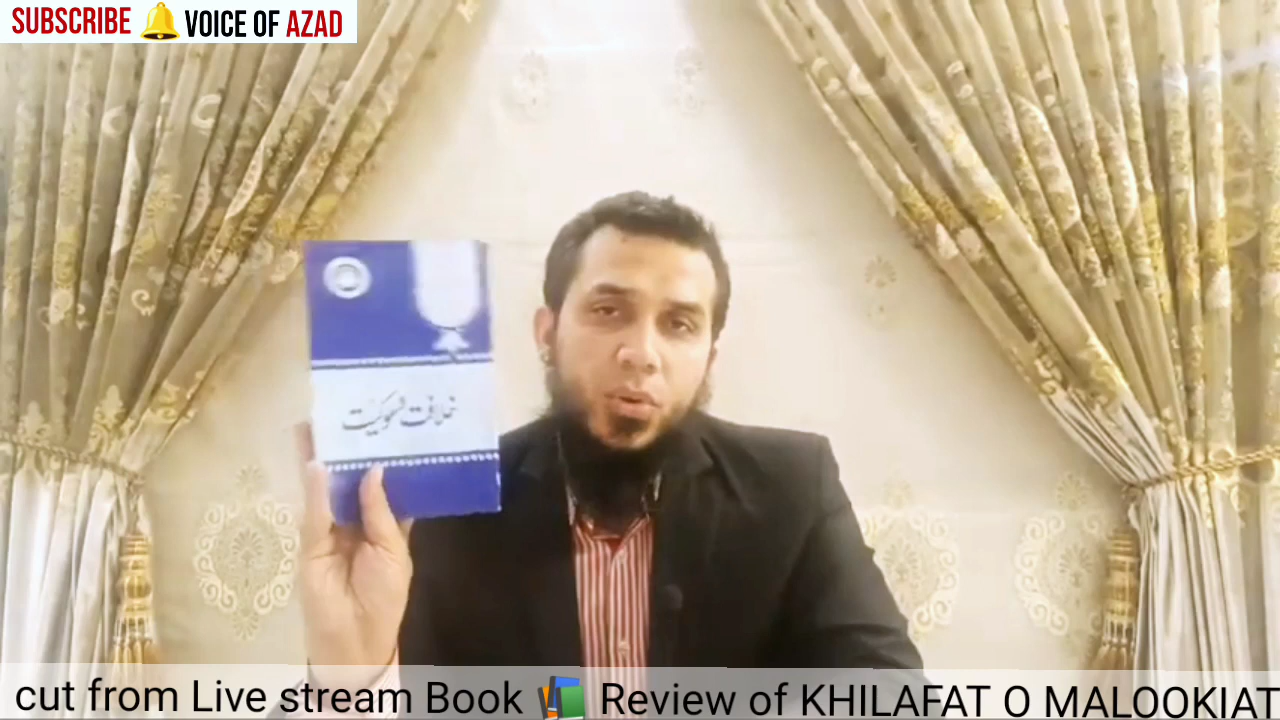 SUBSCRIBE VOICE OF AZAD
خلافت و ملوکیت
cut from Live stream Book Review of KHILAFAT O MALOOKIAT